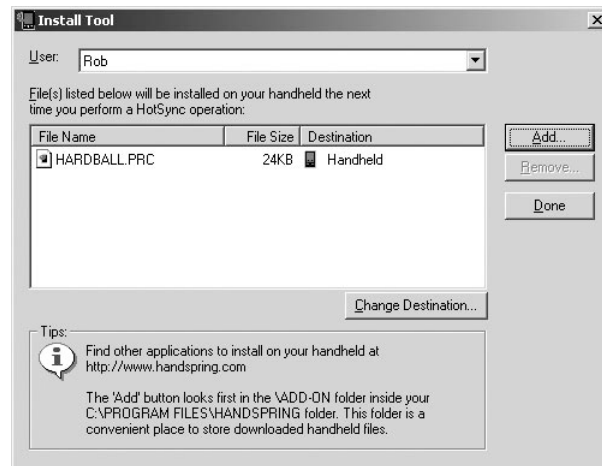 Install Tool
User: Rob
File(s) listed below will be installed on your handheld the next
time you perform a HotSync operation:
File Name File Size Destination
HARDBALL.PRC 24KB Handheld
Add...
Remove...
Done
Change Destination...
Tips:
Find other applications to install on your handheld at
http://www.handspring.com
The 'Add' button looks first in the \ADD-ON folder inside your
C:\PROGRAM FILES\HANDSPRING folder. This folder is a
convenient place to store downloaded handheld files.